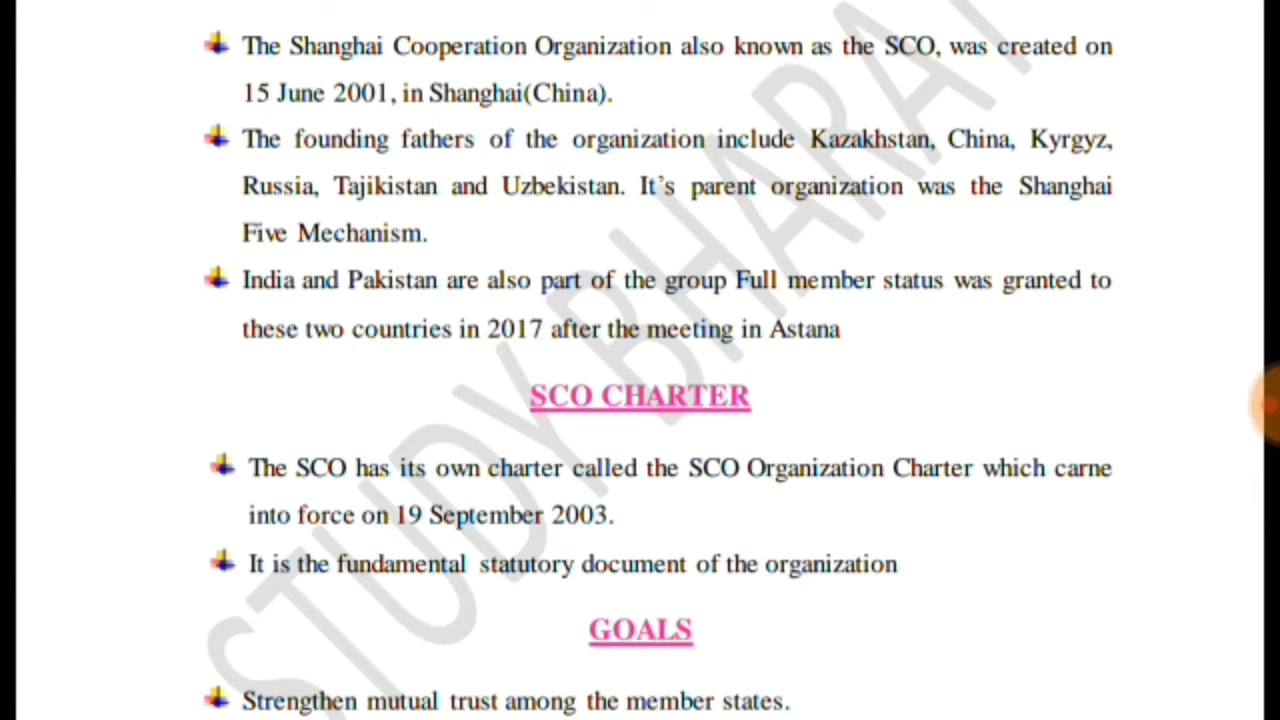 The Shanghai Cooperation Organization also known as the SCO, was created on
15 June 2001, in Shanghai(China).
The founding fathers of the organization include Kazakhstan, China, Kyrgyz,
Russia, Tajikistan and Uzbekistan. It's parent organization was the Shanghai
Five Mechanism.
India and Pakistan are also part of the group Full member status was granted to
these two countries in 2017 after the meeting in Astana
SCO CHARTER
The SCO has its own charter called the SCO Organization Charter which carne
into force on 19 September 2003.
It is the fundamental statutory document of the organization
GOALS
Strengthen mutual trust among the member states.
STUDY BHARAT